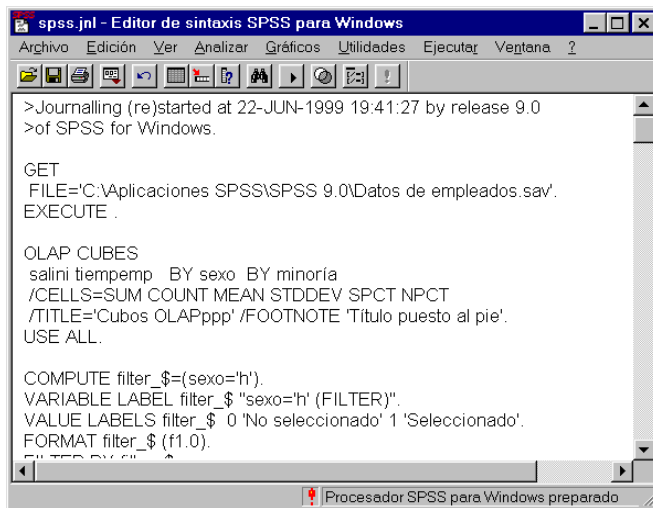 spss.jnl - Editor de sintaxis SPSS para Windows
Archivo Edición Ver Analizar Gráficos Utilidades Ejecutar Ventana ?
>Journalling (re)started at 22-JUN-1999 19:41:27 by release 9.0
>of SPSS for Windows.
GET
FILE='C:\Aplicaciones SPSS\SPSS 9.0\Datos de empleados.sav'.
EXECUTE .
OLAP CUBES
salini tiempemp BY sexo BY minoría
/CELLS=SUM COUNT MEAN STDDEV SPCT NPCT
/TITLE='Cubos OLAPppp' /FOOTNOTE 'Título puesto al pie'.
USE ALL.
COMPUTE filter_$=(sexo='h').
VARIABLE LABEL filter_$ "sexo='h' (FILTER)".
VALUE LABELS filter_$ 0 'No seleccionado' 1 'Seleccionado'.
FORMAT filter_$ (f1.0).
Procesador SPSS para Windows preparado